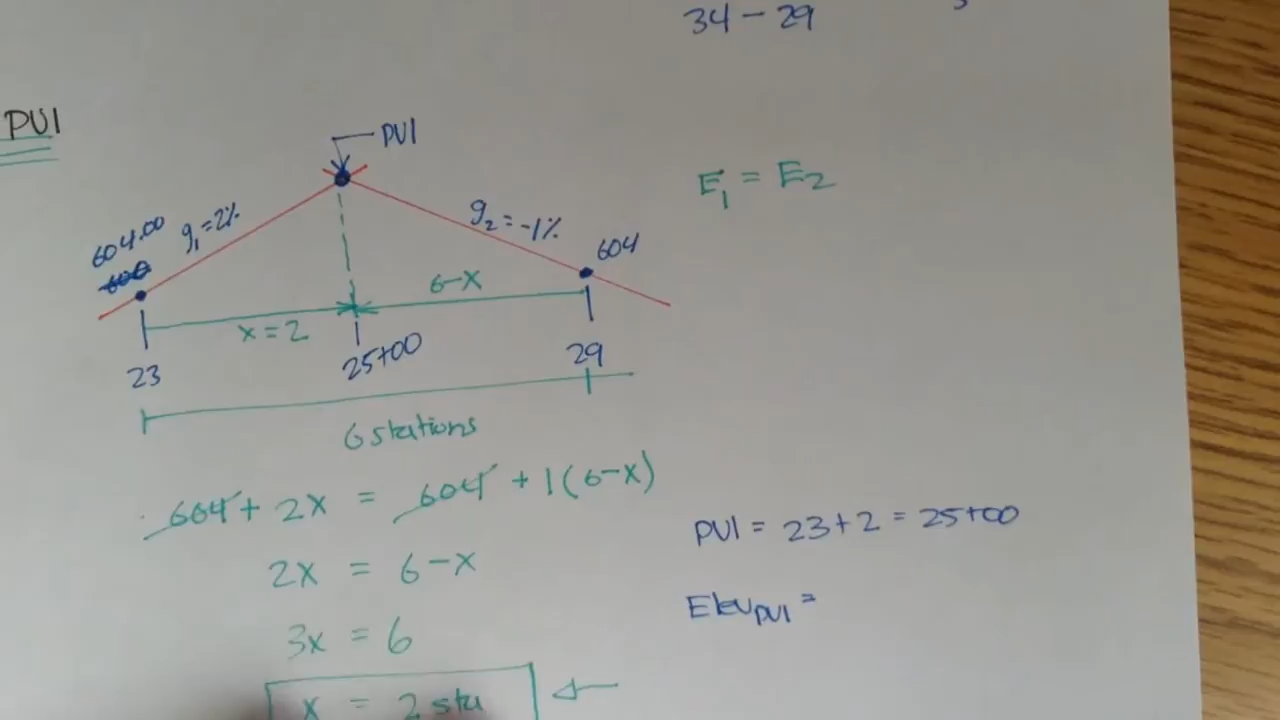 34 - 29
PVI
PVI
E1 = E2
604.00
g1=2%
g2=-1%
604
6-x
x=2
23
25+00
29
6 stations
604 + 2x = 604 + 1(6-x)
2x = 6-x
3x = 6
x = 2 sta
PVI = 23+2 = 25+00
ElevPVI =